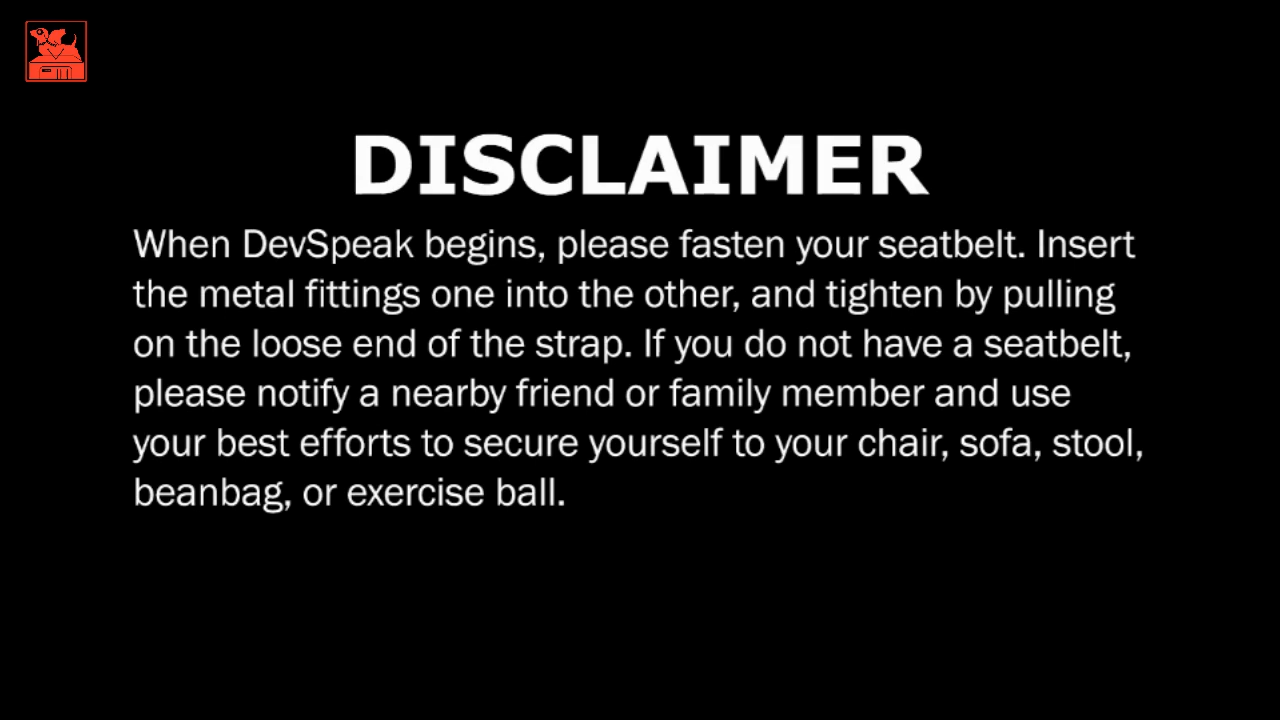 DISCLAIMER
When DevSpeak begins, please fasten your seatbelt. Insert
the metal fittings one into the other, and tighten by pulling
on the loose end of the strap. If you do not have a seatbelt,
please notify a nearby friend or family member and use
your best efforts to secure yourself to your chair, sofa, stool,
beanbag, or exercise ball.